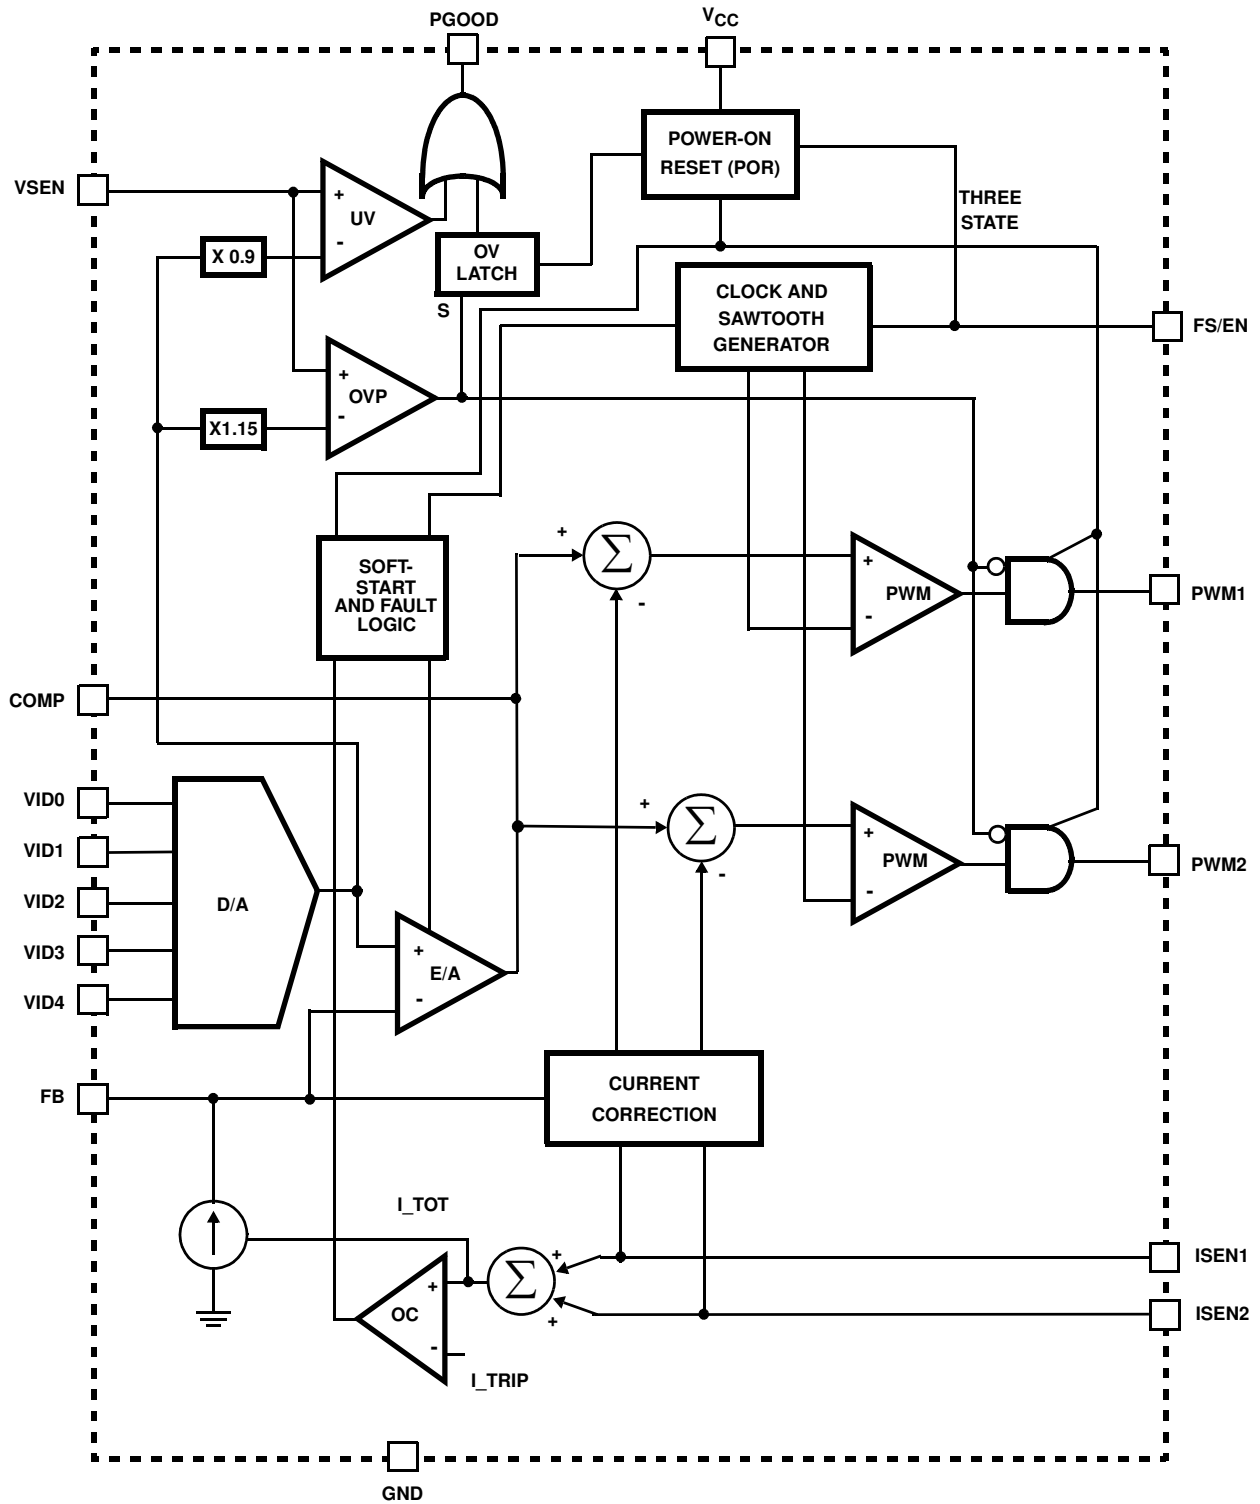 PGOOD
VCC
POWER-ON
RESET (POR)
VSEN
+
UV
-
THREE
STATE
X 0.9
OV
LATCH
S
CLOCK AND
SAWTOOTH
GENERATOR
FS/EN
+
OVP
-
X1.15
SOFT-
START
AND FAULT
LOGIC
+
Σ
-
+
PWM
-
PWM1
COMP
VID0
VID1
VID2
VID3
VID4
D/A
+
Σ
-
+
PWM
-
PWM2
+
E/A
-
FB
CURRENT
CORRECTION
I_TOT
+
Σ
+
ISEN1
ISEN2
+
OC
-
I_TRIP
GND